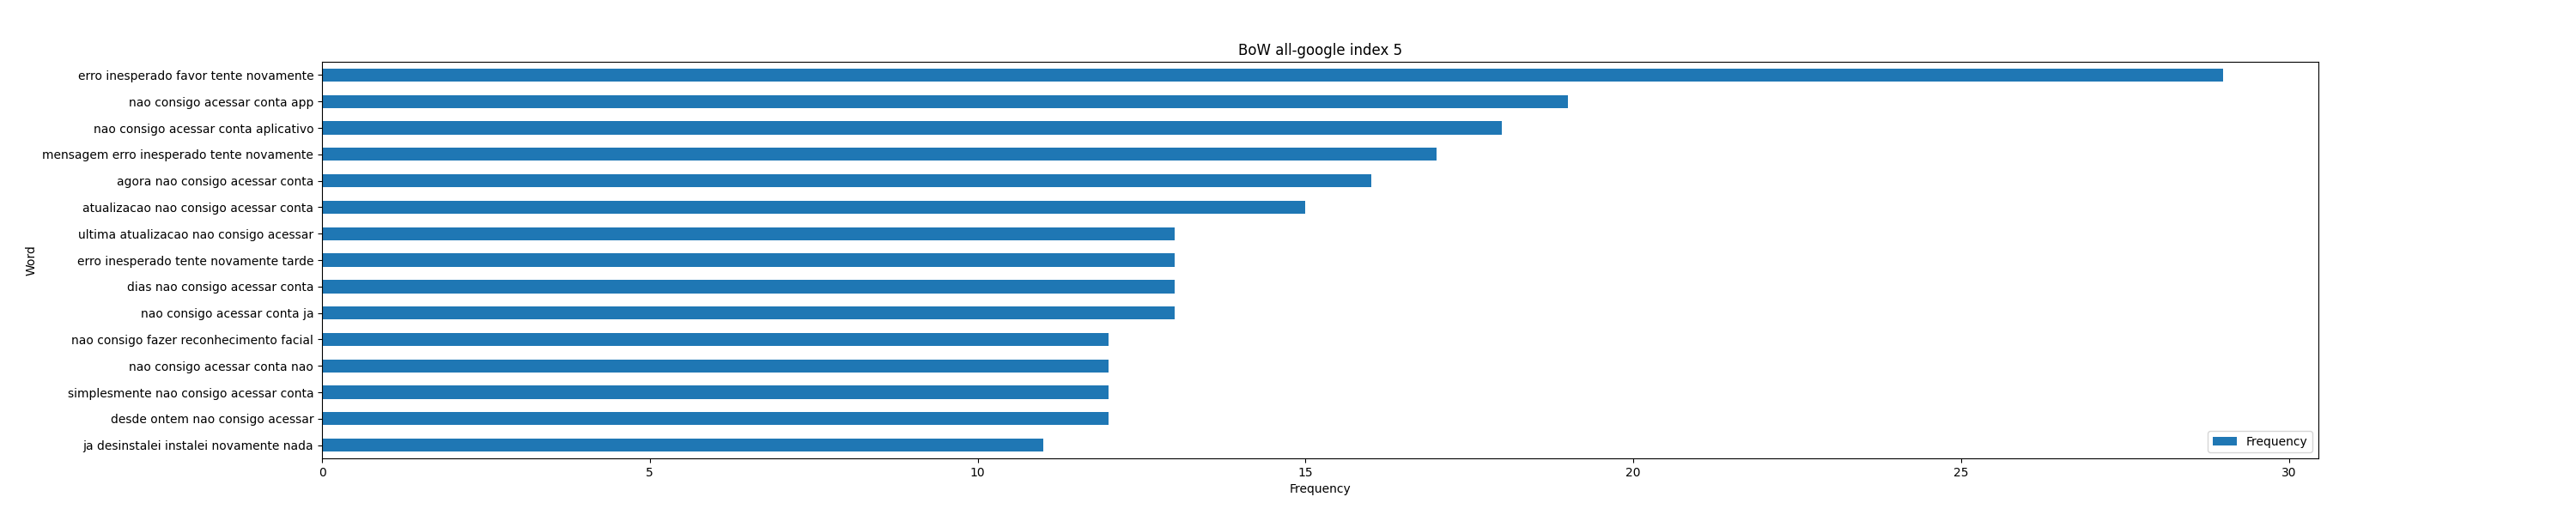 BoW all-google index 5
erro inesperado favor tente novamente
nao consigo acessar conta app
nao consigo acessar conta aplicativo
mensagem erro inesperado tente novamente
agora nao consigo acessar conta
atualizacao nao consigo acessar conta
ultima atualizacao nao consigo acessar
erro inesperado tente novamente tarde
dias nao consigo acessar conta
nao consigo acessar conta ja
nao consigo fazer reconhecimento facial
nao consigo acessar conta nao
simplesmente nao consigo acessar conta
desde ontem nao consigo acessar
ja desinstalei instalei novamente nada
Word
0 5 10 15 20 25 30
Frequency
Frequency